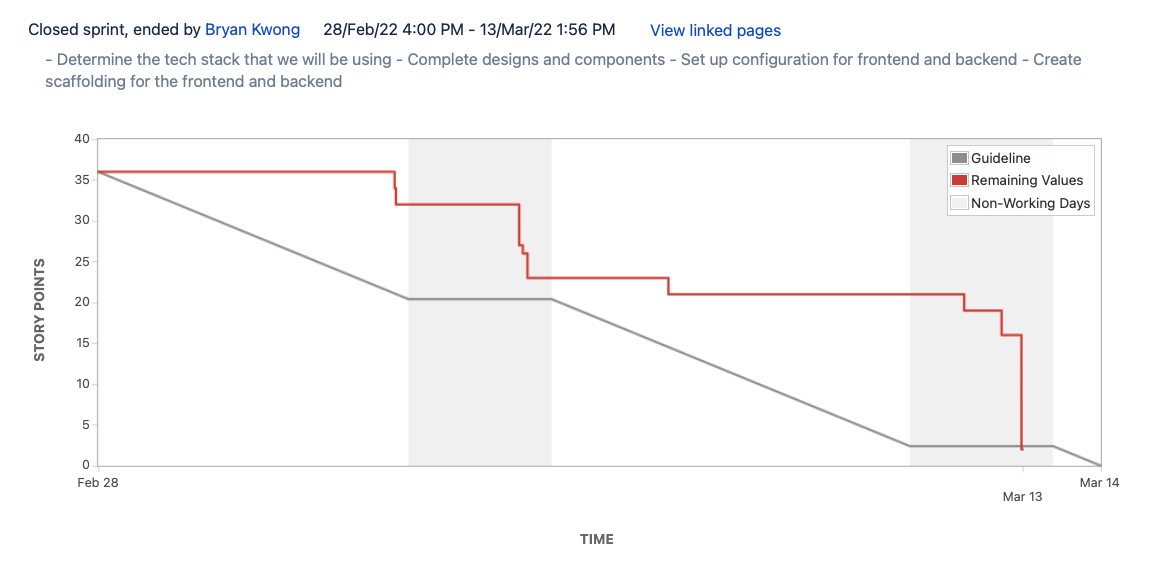 Closed sprint, ended by Bryan Kwong 28/Feb/22 4:00 PM - 13/Mar/22 1:56 PM View linked pages
- Determine the tech stack that we will be using - Complete designs and components - Set up configuration for frontend and backend - Create
scaffolding for the frontend and backend
40
35
30
25
20
15
10
5
0
STORY POINTS
Guideline
Remaining Values
Non-Working Days
Feb 28
Mar 13
Mar 14
TIME